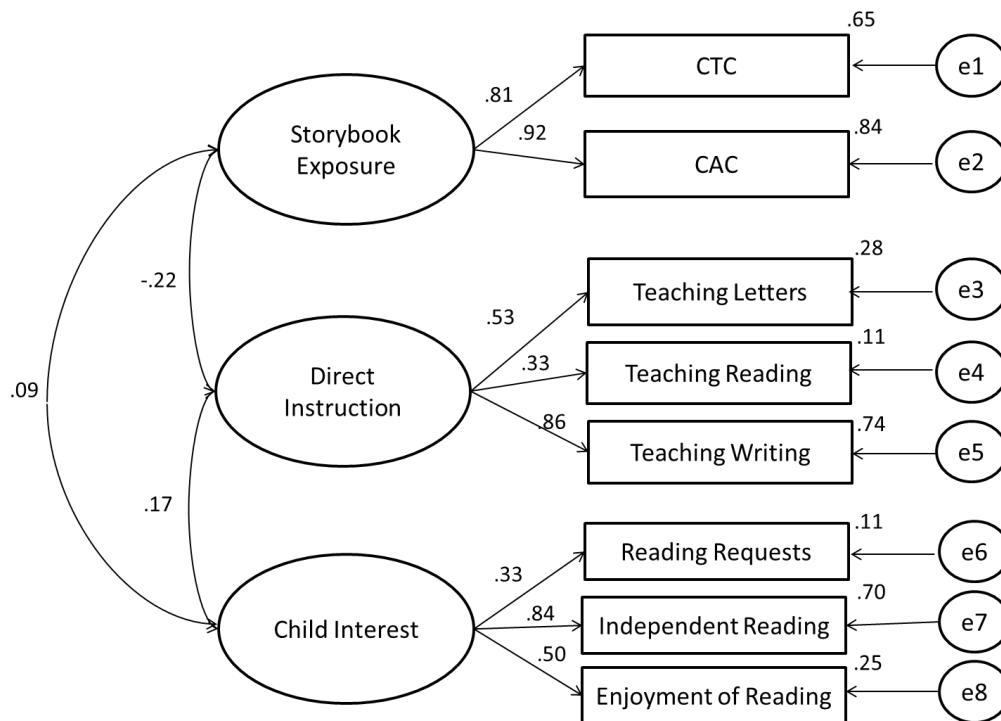 .65
CTC
e1
.81
Storybook
Exposure
.92
.84
CAC
e2
-.22
.28
Teaching Letters
e3
.53
.09
Direct
Instruction
.33
.11
Teaching Reading
e4
.86
.74
Teaching Writing
e5
.17
.11
Reading Requests
e6
.33
Child Interest
.84
.70
Independent Reading
e7
.50
.25
Enjoyment of Reading
e8